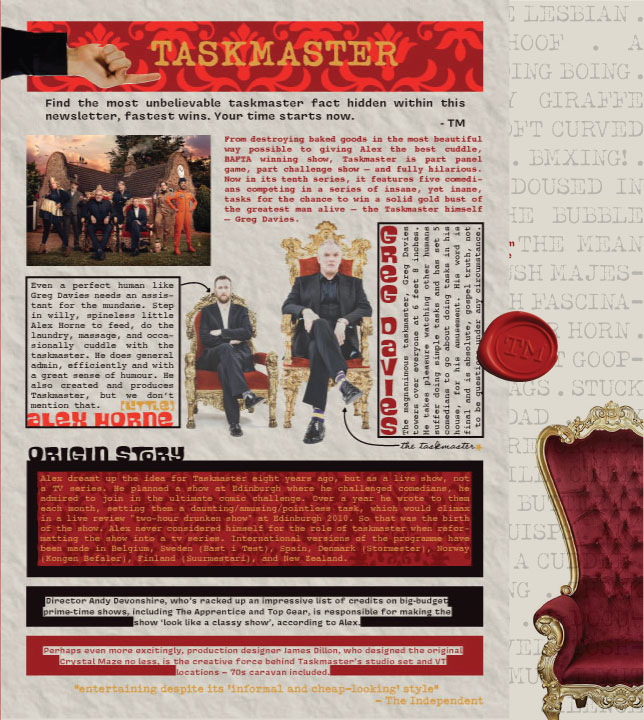 TASKMASTER
Find the most unbelievable taskmaster fact hidden within this
newsletter, fastest wins. Your time starts now.
- TM
From destroying baked goods in the most beautiful
way possible to giving Alex the best cuddle,
BAFTA winning show, Taskmaster is part panel
game, part challenge show — and fully hilarious.
Now in its tenth series, it features five comedi-
ans competing in a series of insane, yet inane,
tasks for the chance to win a solid gold bust of
the greatest man alive — the Taskmaster himself
— Greg Davies.
Even a perfect human like
Greg Davies needs an assis-
tant for the mundane. Step
in willy, spineless little
Alex Horne to feed, do the
laundry, massage, and occa-
sionally cuddle with the
taskmaster. He does general
admin, efficiently and with
a great sense of humour. He
also created and produces
Taskmaster, but we don't
mention that.
(LITTLE)
ALEX HORNE
GREG DAVIES
The magnanimous taskmaster, Greg Davies
towers over everyone at 6 feet 8 inches.
He takes pleasure watching other humans
suffer doing simple tasks and has set 5
comedians to go about doing tasks in his
house, for his amusement. His word is
final and is absolute, gospel truth, not
to be question under any circumstance.
the taskmaster
ORIGIN STORY
Alex dreamt up the idea for Taskmaster eight years ago, but as a live show, not
a TV series. He planned a show at Edinburgh where he challenged comedians, he
admired to join in the ultimate comic challenge. Over a year he wrote to them
each month, setting them a daunting/amusing/pointless task, which would climax
in a live review "two-hour drunken show" at Edinburgh 2010. So that was the birth
of the show, Alex never considered himself for the role of taskmaster when refor-
matting the show into a tv series. International versions of the programme have
been made in Belgium, Sweden (Bast i Test), Spain, Denmark (Stormester), Norway
(Kongen Befaler), Finland (Suurmestari), and New Zealand.
Director Andy Devonshire, who's racked up an impressive list of credits on big-budget
prime-time shows, including The Apprentice and Top Gear, is responsible for making the
show 'look like a classy show', according to Alex.
Perhaps even more excitingly, production designer James Dillon, who designed the original
Crystal Maze no less, is the creative force behind Taskmaster's studio set and VT
locations – 70s caravan included.
"entertaining despite its 'informal and cheap-looking' style"
— The Independent
LESBIAN .
HOOF . A
ING BOING .
Y GIRAFFE
OFT CURVED
. BMXING! .
DOUSED IN
HE BUBBLE
THE MEAN
SH MAJES-
H FASCINA-
HORN .
TM
T GOOP-
AGS . STUCK
OAD